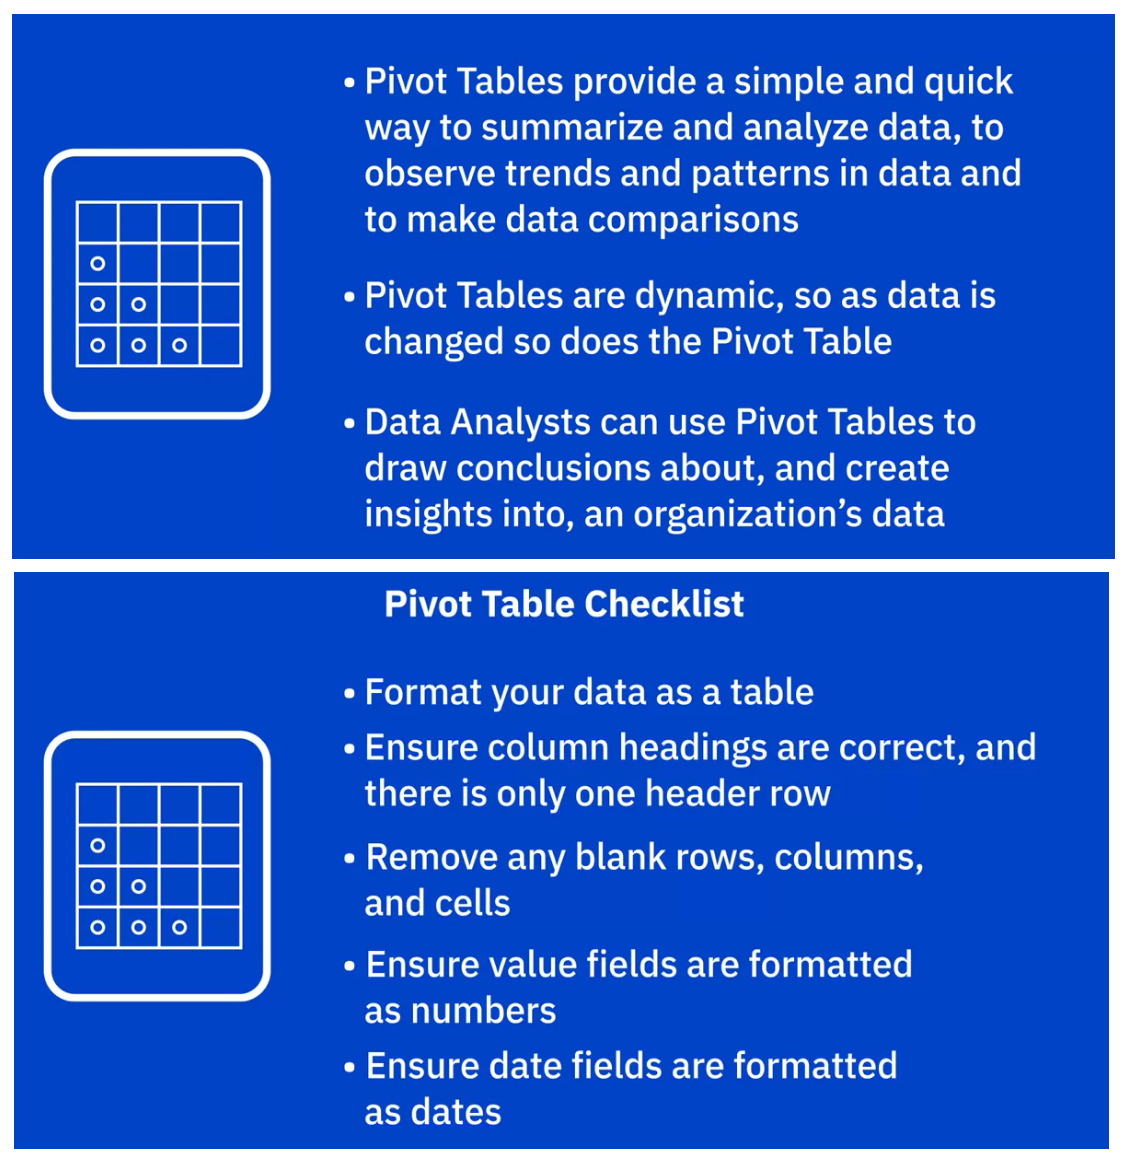 • Pivot Tables provide a simple and quick
way to summarize and analyze data, to
observe trends and patterns in data and
to make data comparisons
• Pivot Tables are dynamic, so as data is
changed so does the Pivot Table
• Data Analysts can use Pivot Tables to
draw conclusions about, and create
insights into, an organization’s data
Pivot Table Checklist
• Format your data as a table
• Ensure column headings are correct, and
there is only one header row
• Remove any blank rows, columns,
and cells
• Ensure value fields are formatted
as numbers
• Ensure date fields are formatted
as dates